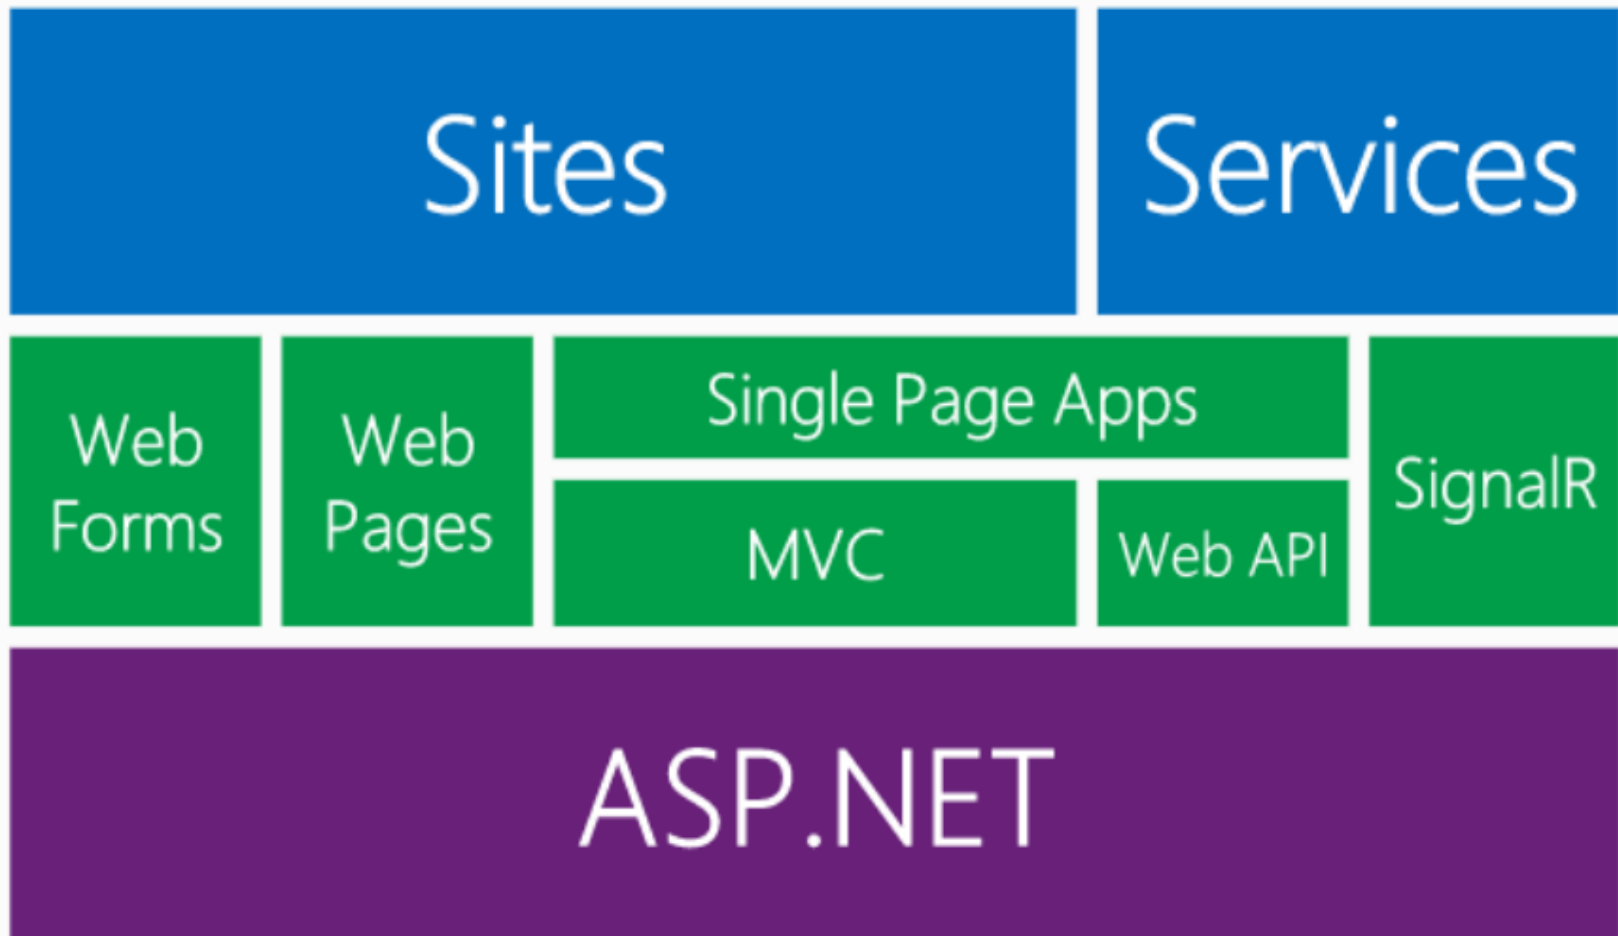 Sites
Services
Web
Forms
Web
Pages
Single Page Apps
MVC
Web API
SignalR
ASP.NET